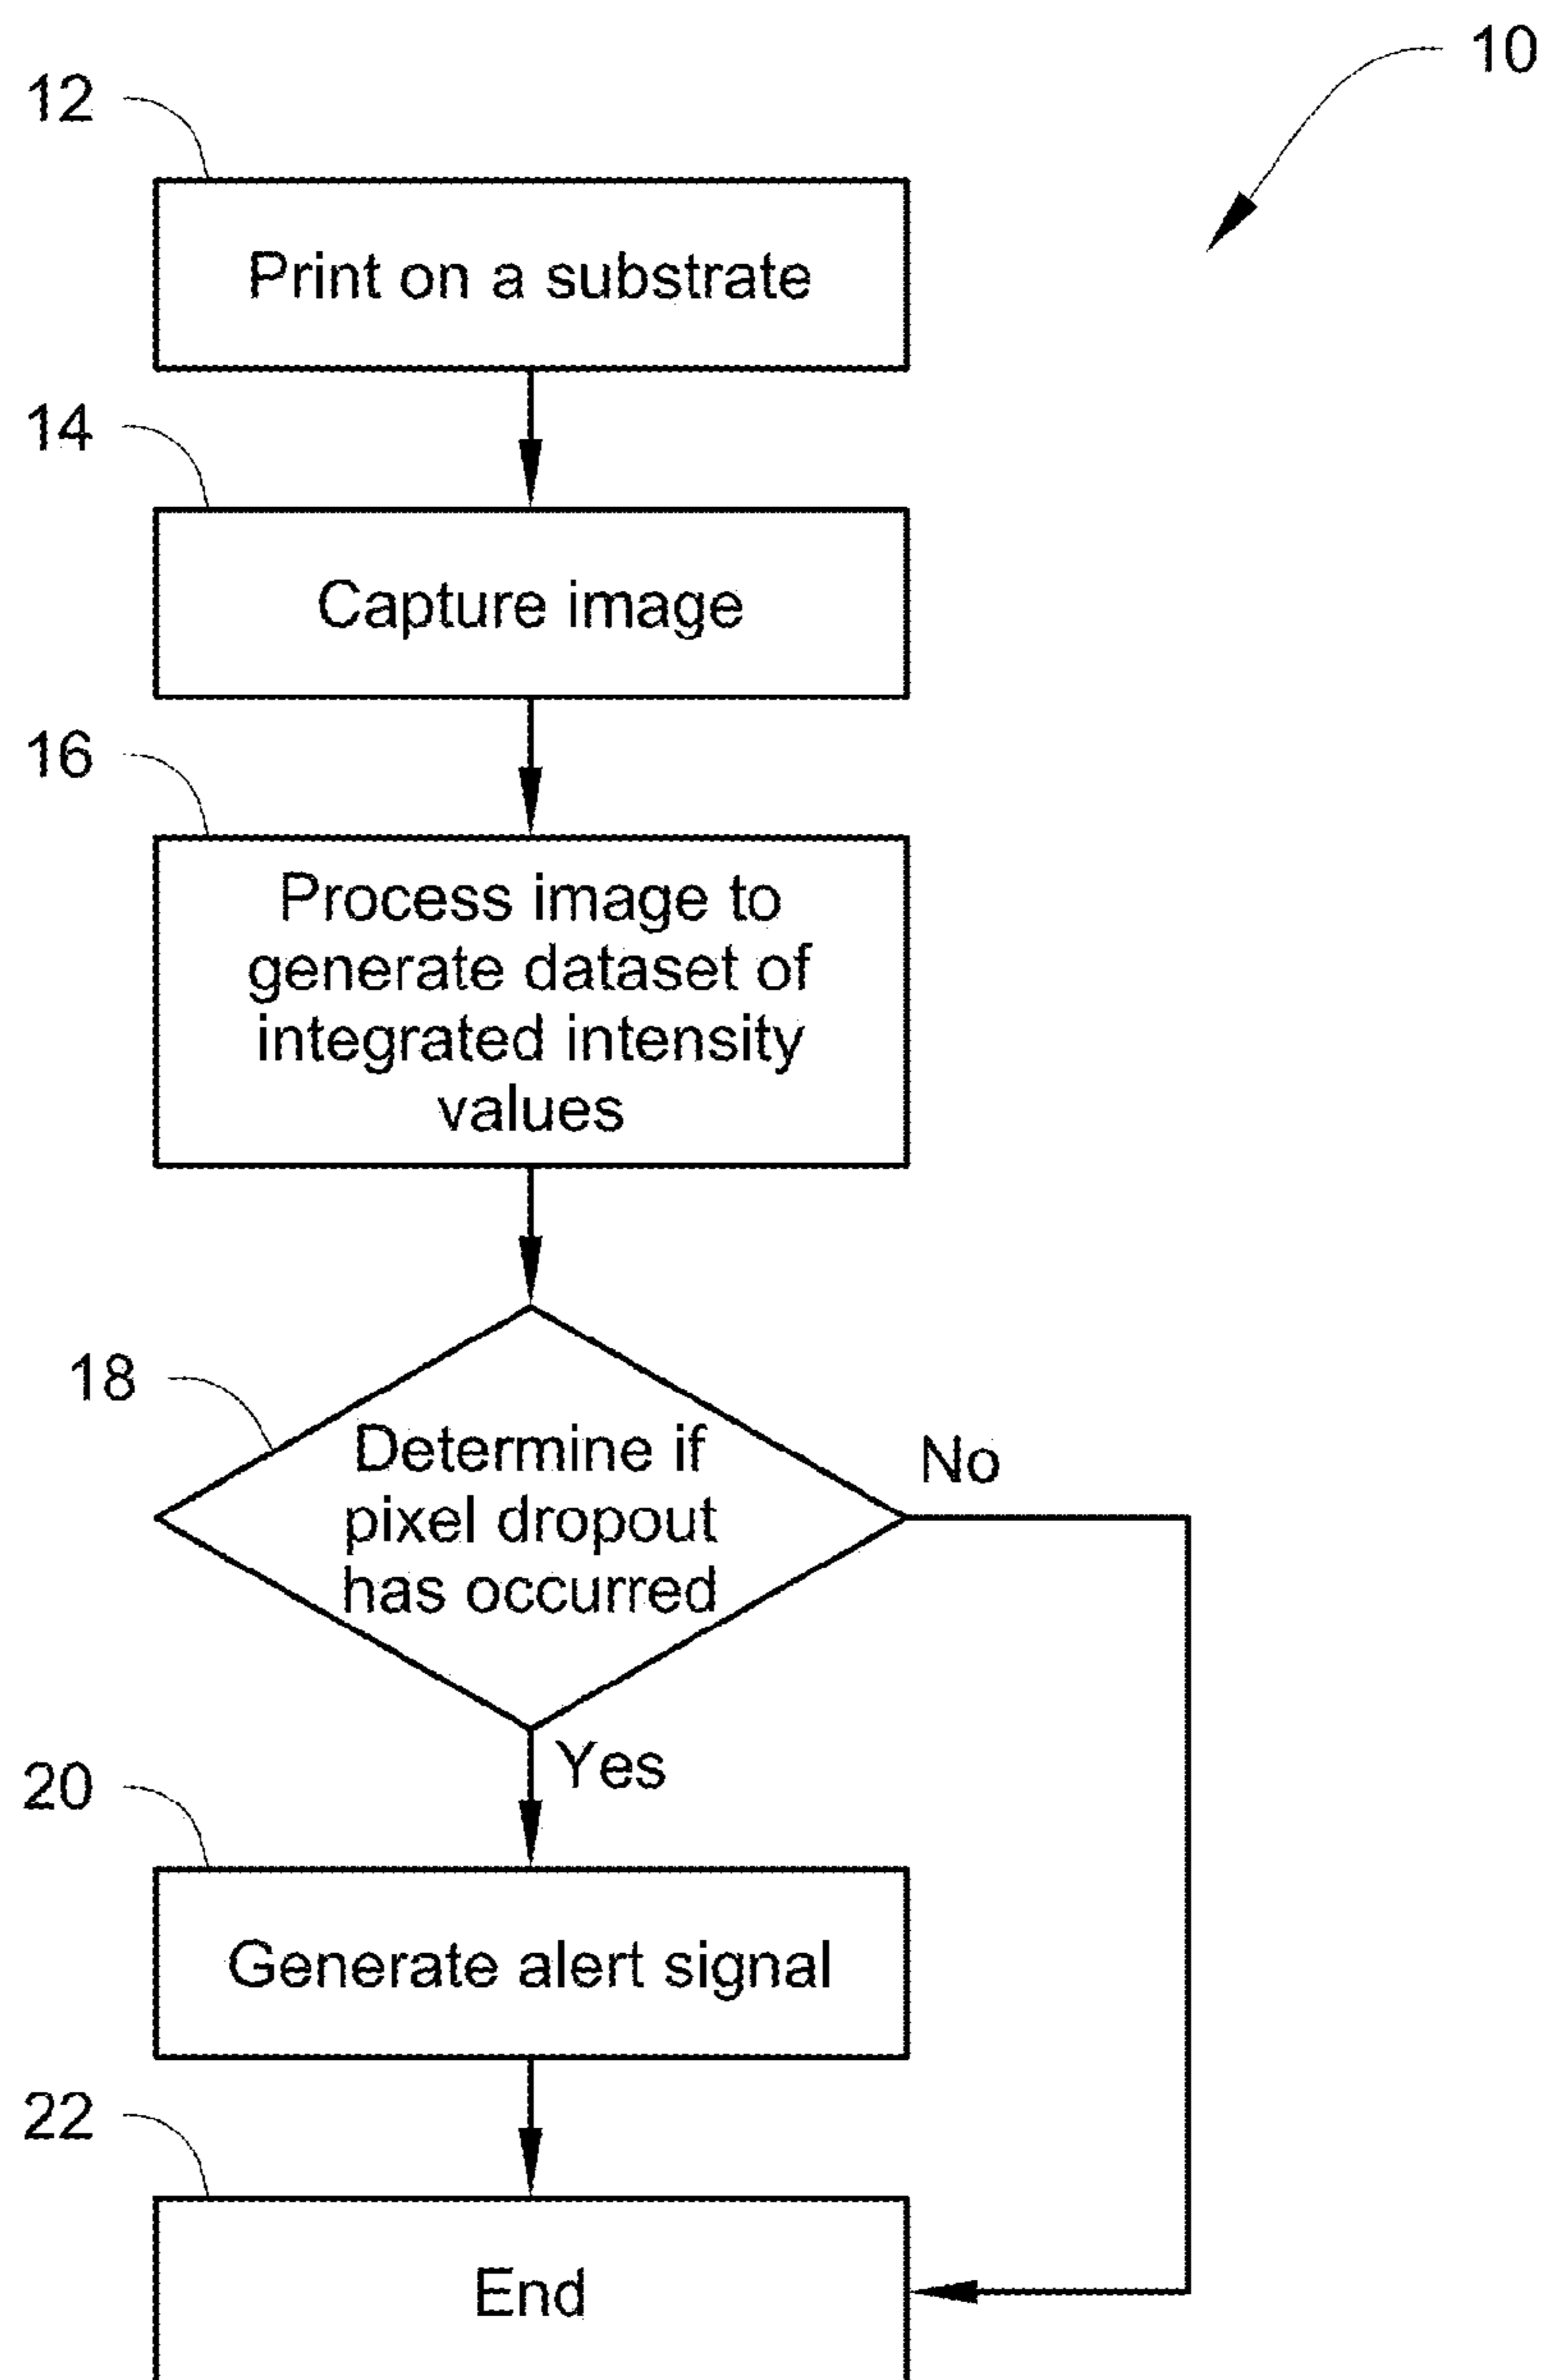 10
12
Print on a substrate
14
Capture image
16
Process image to
generate dataset of
integrated intensity
values
18
Determine if
pixel dropout
has occurred
No
Yes
20
Generate alert signal
22
End